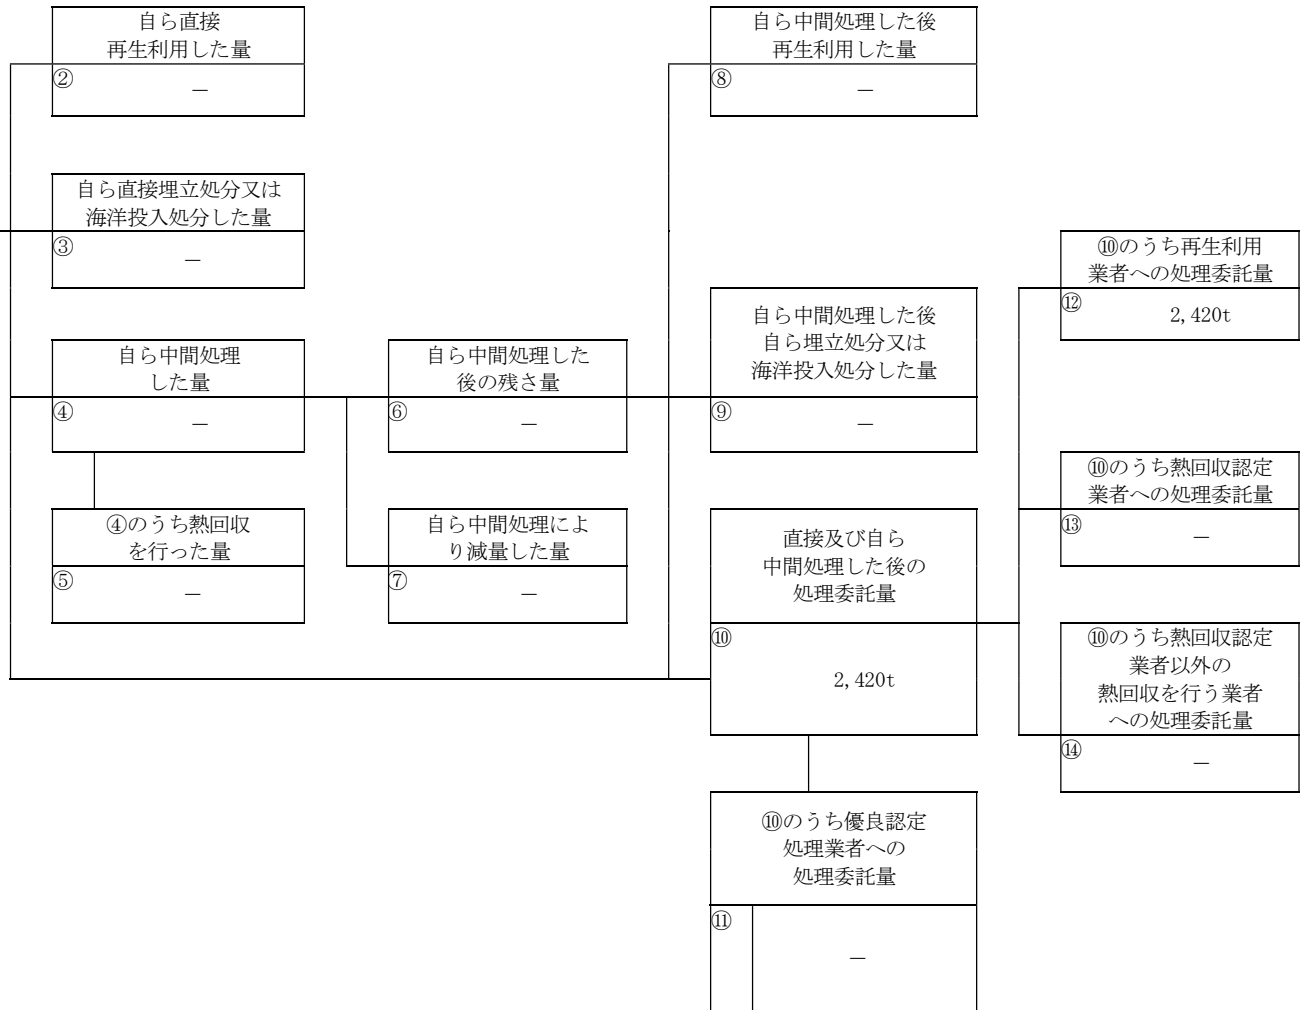 自ら直接
再生利用した量
②
－
自ら中間処理した後
再生利用した量
⑧
－
自ら直接埋立処分又は
海洋投入処分した量
③
－
⑩のうち再生利用
業者への処理委託量
⑫
2,420t
自ら中間処理
した量
④
－
自ら中間処理した
後の残さ量
⑥
－
自ら中間処理した後
自ら埋立処分又は
海洋投入処分した量
⑨
－
⑩のうち熱回収認定
業者への処理委託量
⑬
－
④のうち熱回収
を行った量
⑤
－
自ら中間処理によ
り減量した量
⑦
－
直接及び自ら
中間処理した後の
処理委託量
⑩
2,420t
⑩のうち熱回収認定
業者以外の
熱回収を行う業者
への処理委託量
⑭
－
⑩のうち優良認定
処理業者への
処理委託量
⑪
－